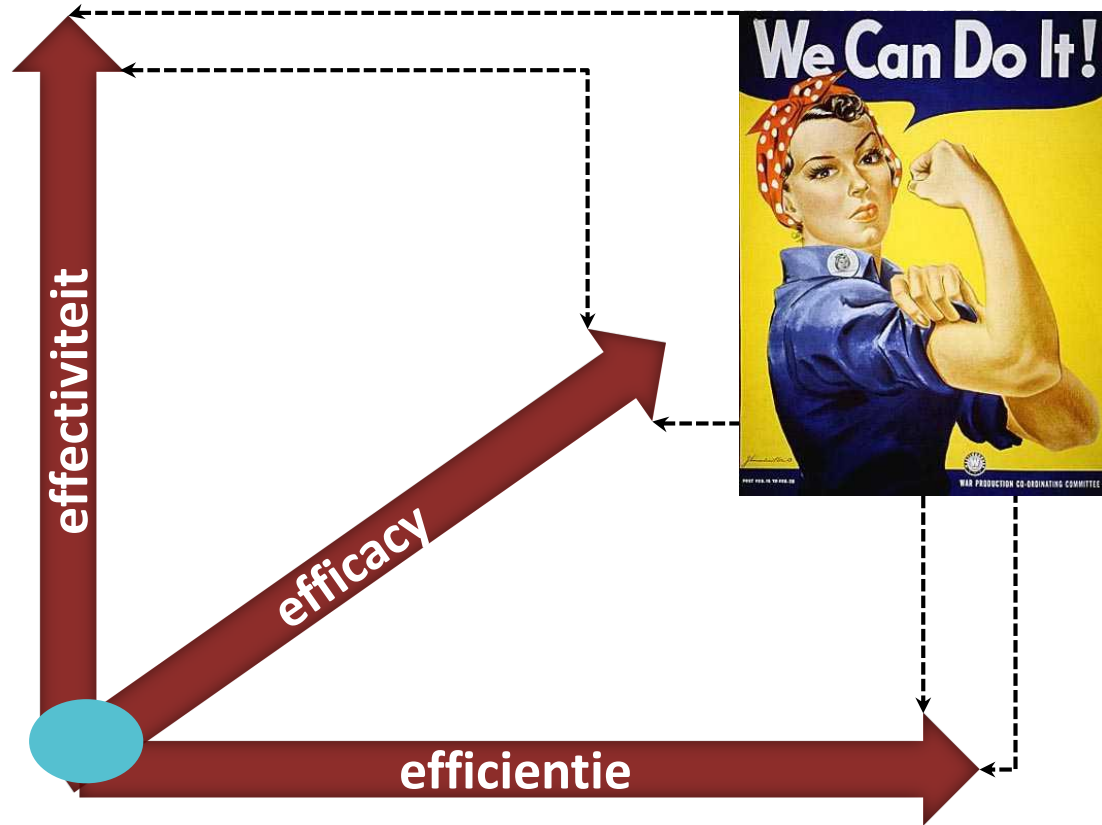 We Can Do It!
effectiviteit
efficacy
WAR PRODUCTION CO-ORDINATING COMMITTEE
efficientie